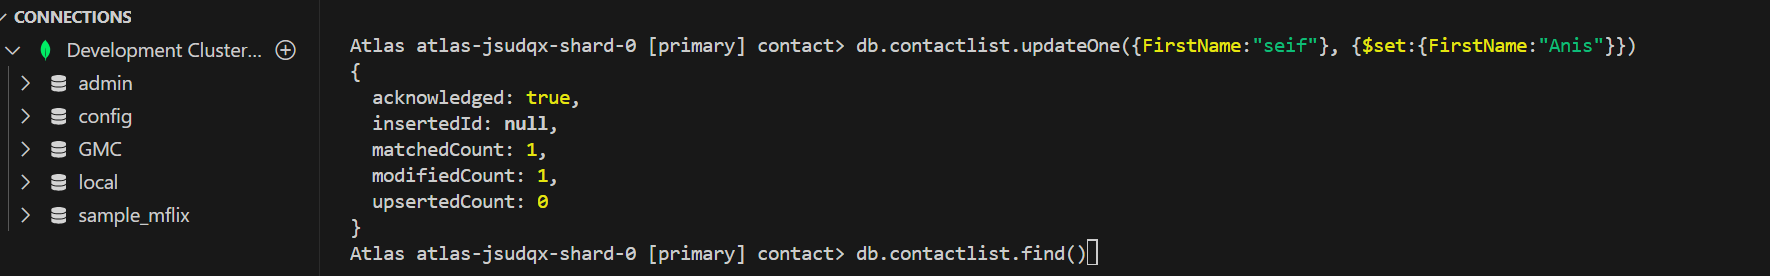 CONNECTIONS
Development Cluster...
admin
config
GMC
local
sample_mflix
Atlas atlas-jsudqx-shard-0 [primary] contact> db.contactlist.updateOne({FirstName:"seif"}, {$set:{FirstName:"Anis"}})
{
  acknowledged: true,
  insertedId: null,
  matchedCount: 1,
  modifiedCount: 1,
  upsertedCount: 0
}
Atlas atlas-jsudqx-shard-0 [primary] contact> db.contactlist.find()